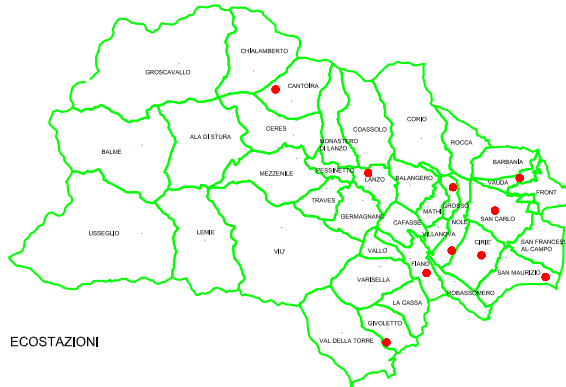 CHIALAMBERTO
GROSCAVALLO
CANTOIRA
CORIO
CERES
COASSOLO
ALA DI STURA
MONASTERO
DI LANZO
ROCCA
BALME
BARBANIA
MEZZENILE
PESSINETTO
LANZO
BALANGERO
VAUDA
FRONT
TRAVES
GROSSO
MATHI
GERMAGNANO
SAN CARLO
CAFASSE
NOLE
USSEGLIO
LEMIE
VILLANOVA
VIU'
VALLO
CIRIE'
SAN FRANCESCO
AL CAMPO
FIANO
SAN MAURIZIO
VARISELLA
ROBASSOMERO
LA CASSA
GIVOLETTO
VAL DELLA TORRE
ECOSTAZIONI